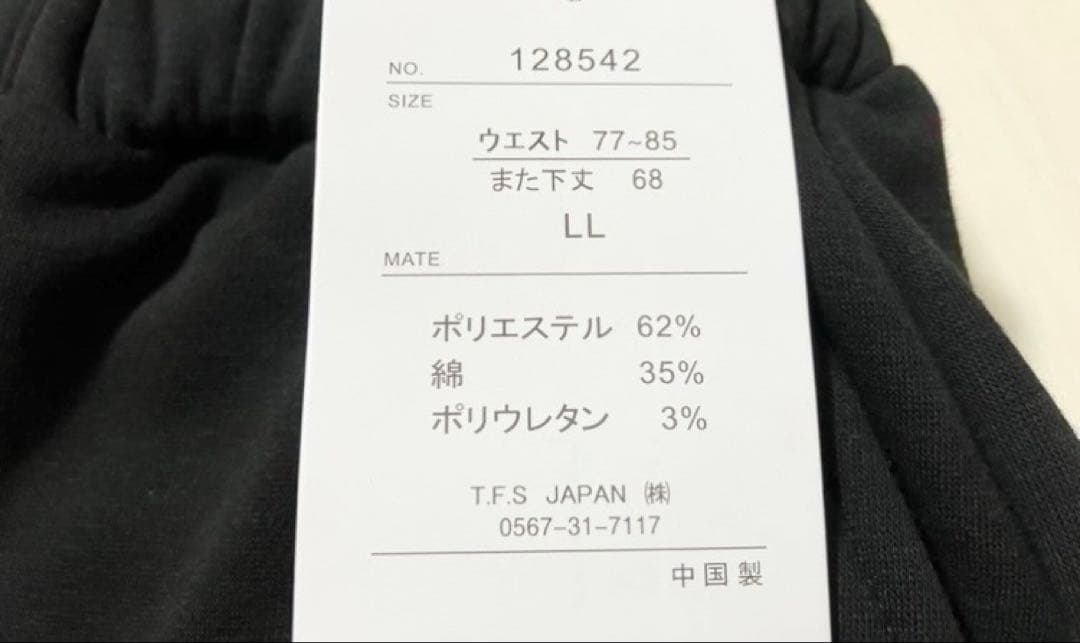 NO. 128542
SIZE
ウエスト 77~85
また下丈 68
LL
MATE
ポリエステル 62%
綿 35%
ポリウレタン 3%
T.F.S JAPAN ㈱
0567-31-7117
中国製